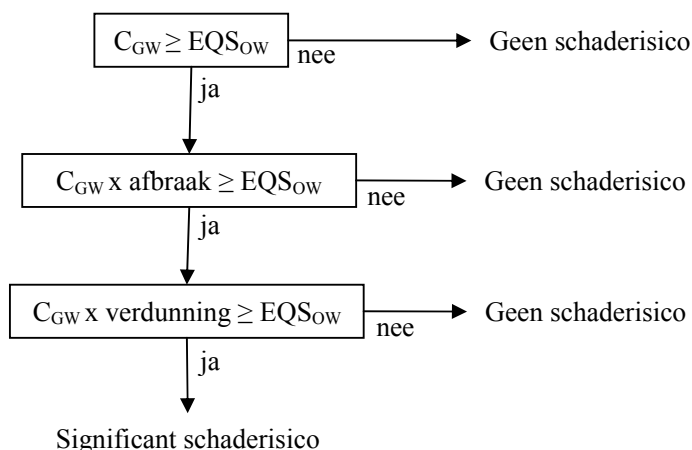 C_GW ≥ EQS_OW
nee
Geen schaderisico
ja
C_GW x afbraak ≥ EQS_OW
nee
Geen schaderisico
ja
C_GW x verdunning ≥ EQS_OW
nee
Geen schaderisico
ja
Significant schaderisico